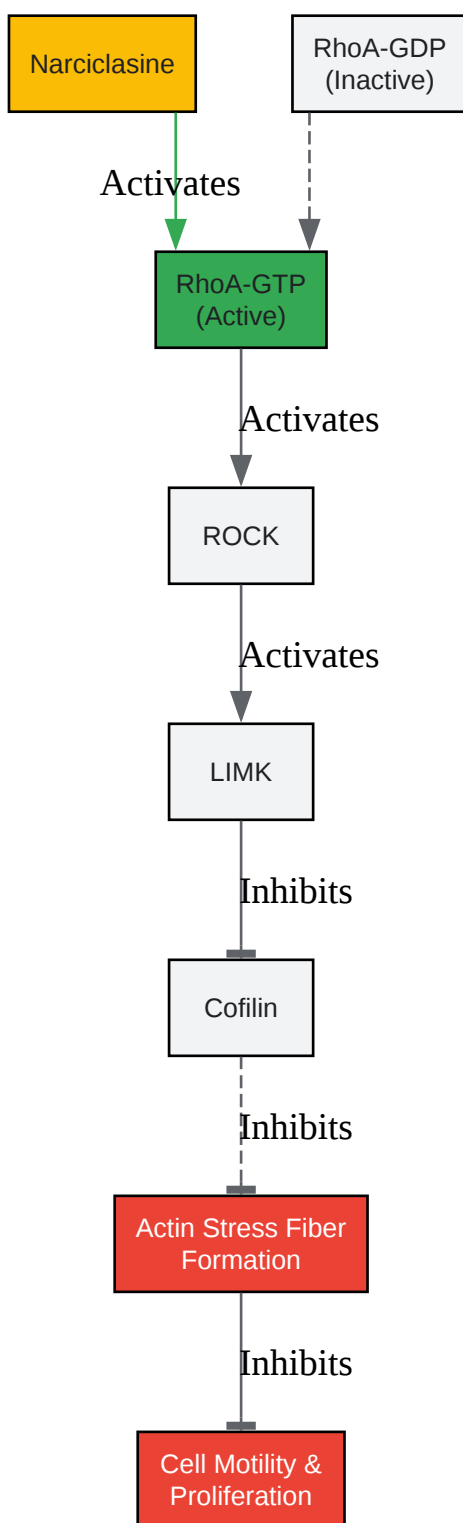 Narciclasine
RhoA-GDP
(Inactive)
Activates
RhoA-GTP
(Active)
Activates
ROCK
Activates
LIMK
Inhibits
Cofilin
Inhibits
Actin Stress Fiber
Formation
Inhibits
Cell Motility &
Proliferation